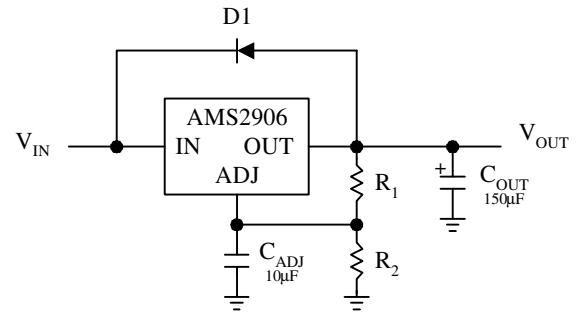 D1
AMS2906
V_IN IN OUT V_OUT
ADJ
+
R_1
C_OUT
150µF
C_ADJ
10µF
R_2